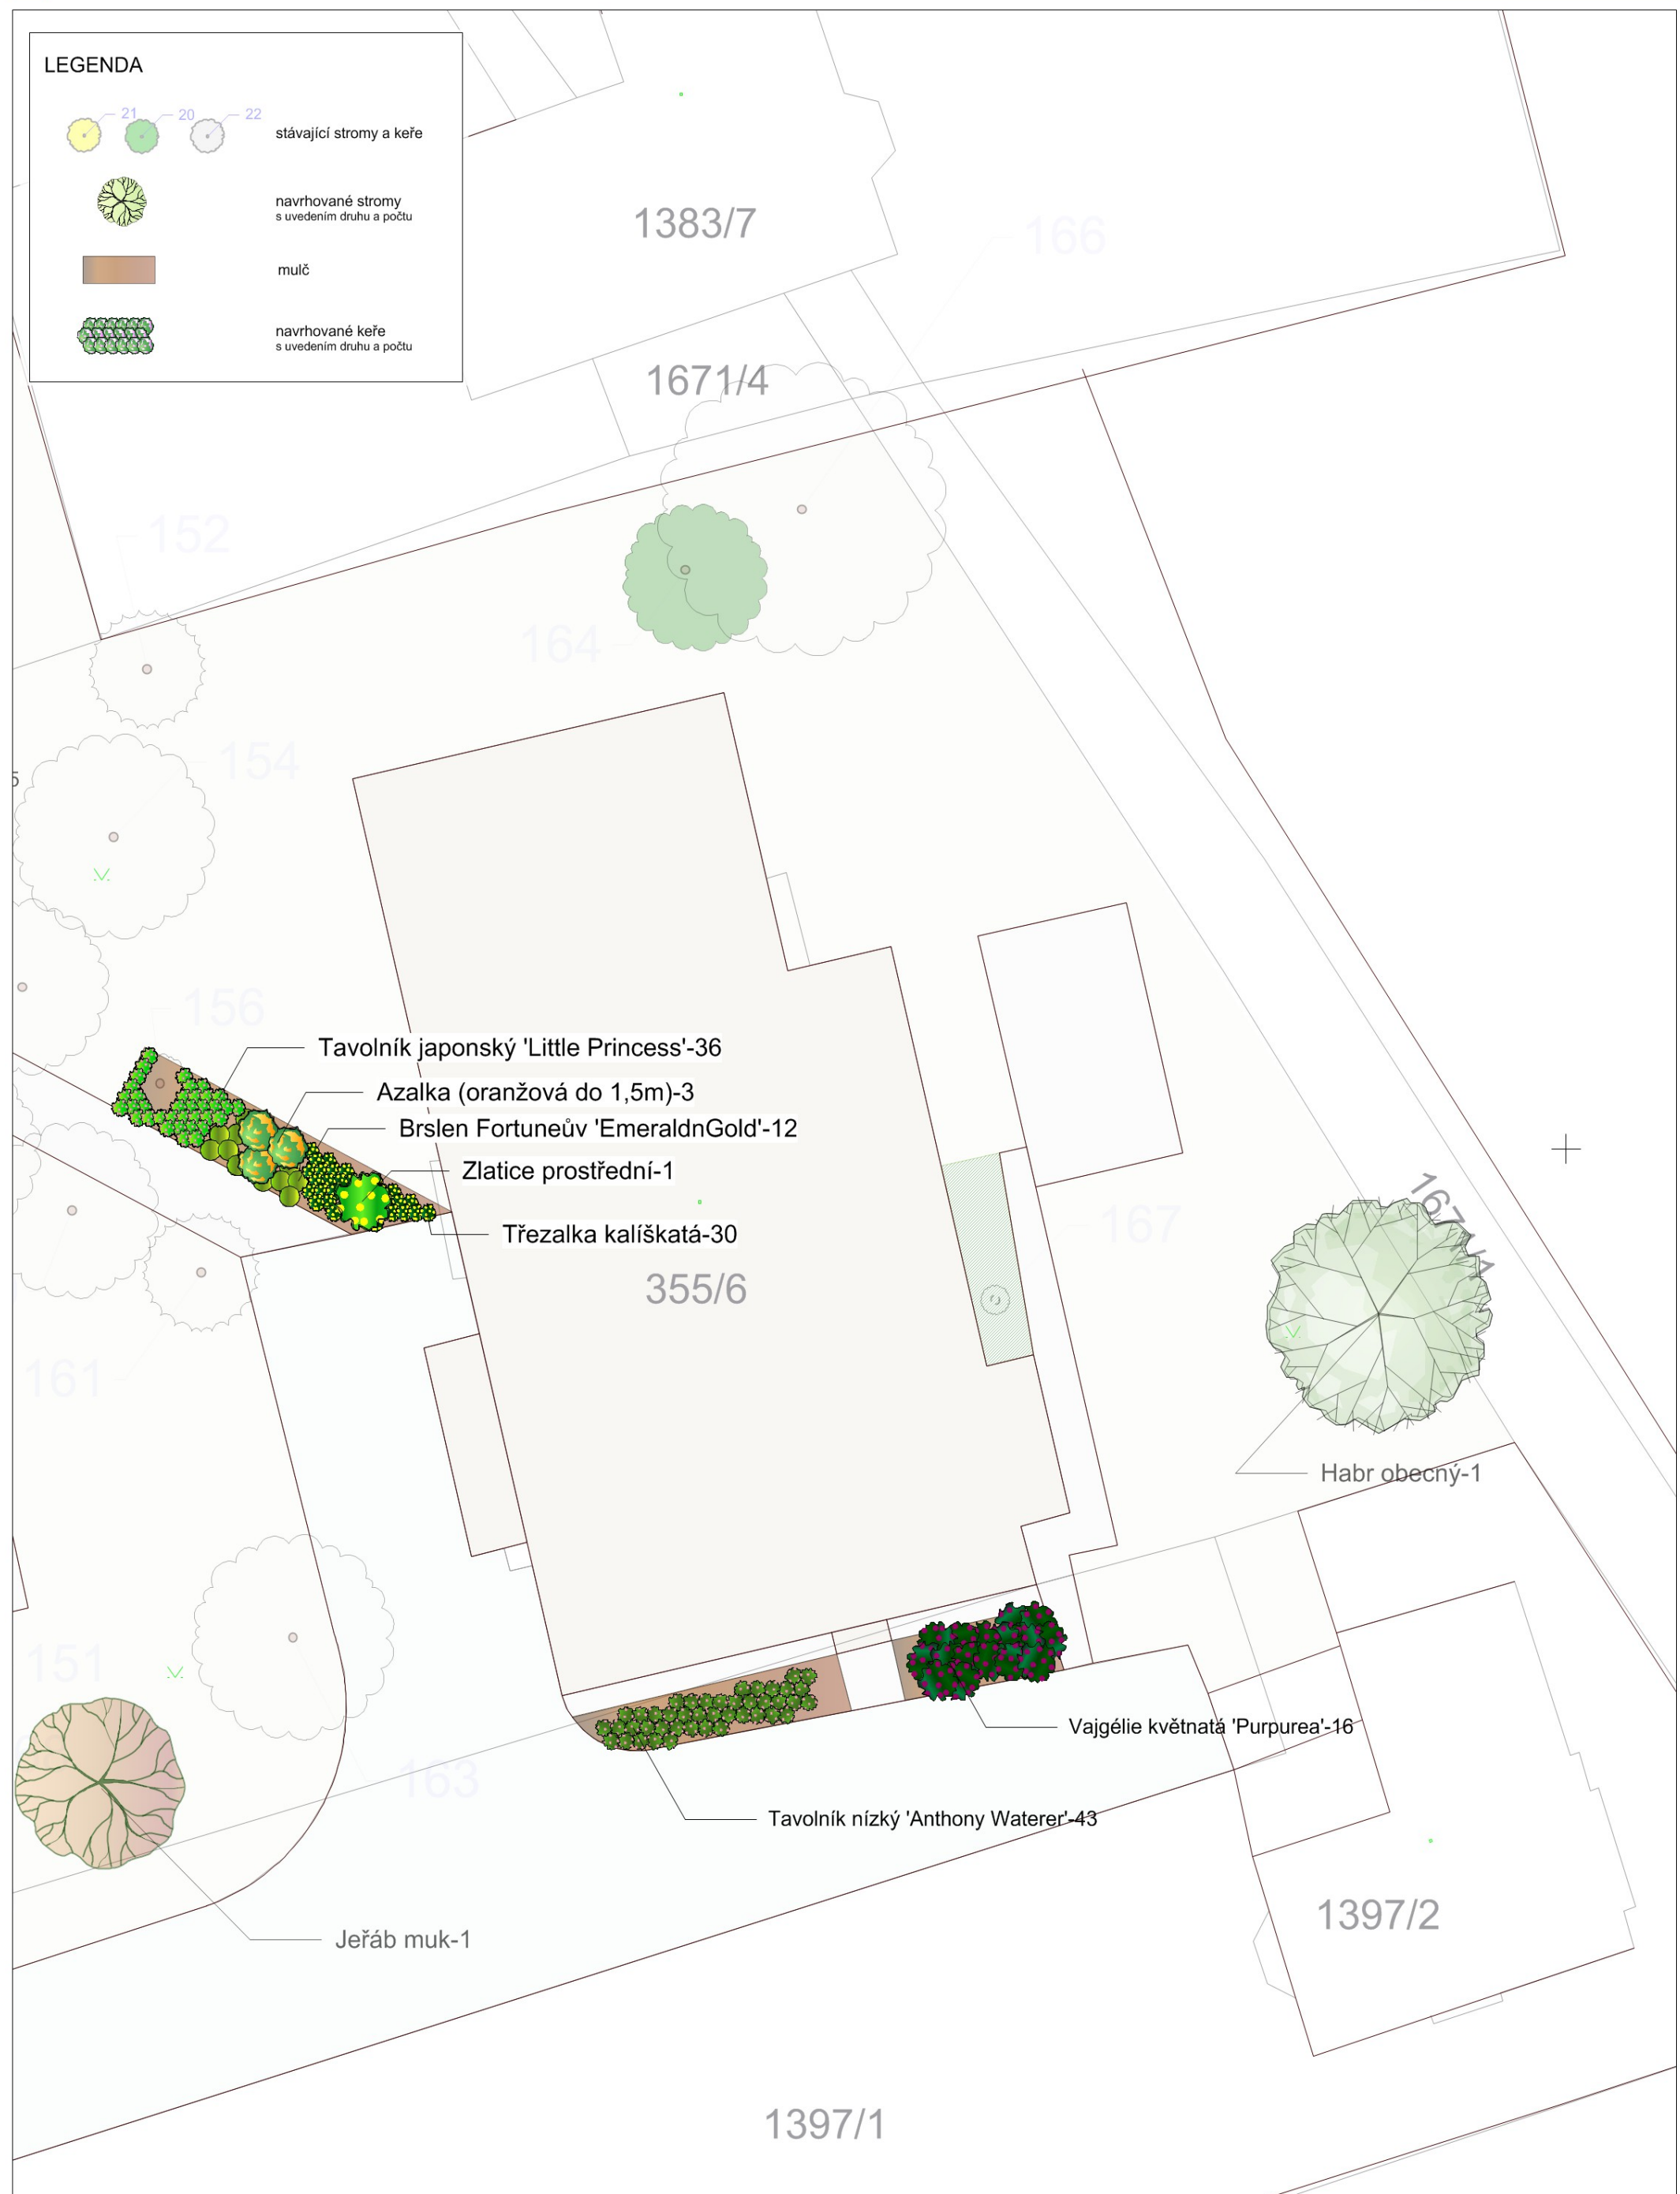 LEGENDA
21 20 22
stávající stromy a keře
navrhované stromy
s uvedením druhu a počtu
mulč
navrhované keře
s uvedením druhu a počtu
1383/7
166
1671/4
152
164
154
5
156
Tavolník japonský 'Little Princess'-36
Azalka (oranžová do 1,5m)-3
Brslen Fortuneův 'EmeraldnGold'-12
Zlatice prostřední-1
Třezalka kalíškatá-30
167
1671/1
355/6
161
Habr obecný-1
151
Vajgélie květnatá 'Purpurea'-16
163
Tavolník nízký 'Anthony Waterer'-43
1397/2
Jeřáb muk-1
1397/1